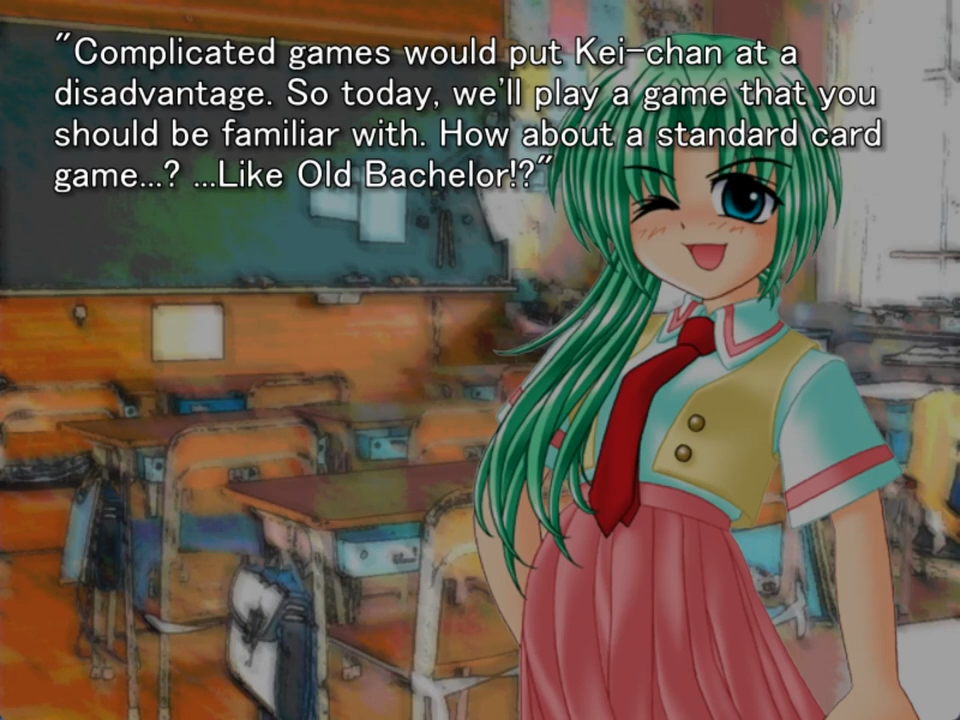 "Complicated games would put Kei-chan at a
disadvantage. So today, we'll play a game that you
should be familiar with. How about a standard card
game...? ...Like Old Bachelor!?"